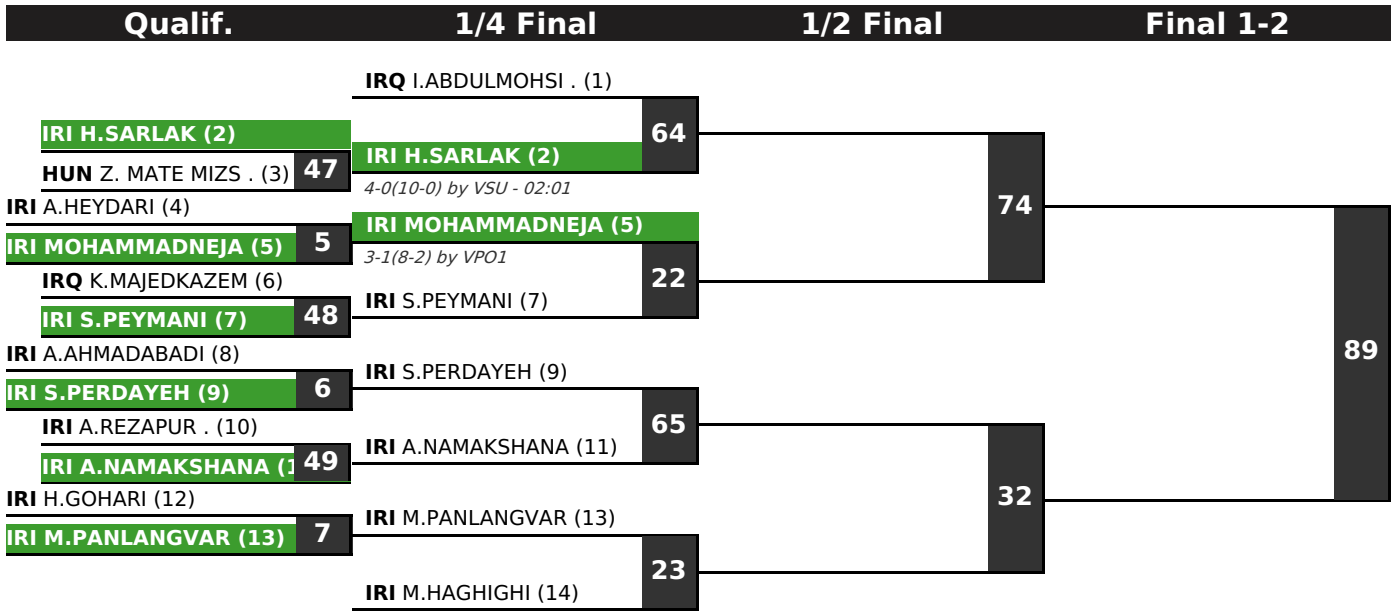 Qualif. 1/4 Final 1/2 Final Final 1-2
IRQ I.ABDULMOHSI . (1)
IRI H.SARLAK (2)
64
IRI H.SARLAK (2)
HUN Z. MATE MIZS . (3) 47
4-0(10-0) by VSU - 02:01
IRI A.HEYDARI (4)
74
IRI MOHAMMADNEJA (5)
IRI MOHAMMADNEJA (5) 5
3-1(8-2) by VPO1
IRQ K.MAJEDKAZEM (6)
22
IRI S.PEYMANI (7)
IRI S.PEYMANI (7) 48
IRI A.AHMADABADI (8)
89
IRI S.PERDAYEH (9)
IRI S.PERDAYEH (9) 6
IRI A.REZAPUR . (10)
65
IRI A.NAMAKSHANA (11)
IRI A.NAMAKSHANA (1 49
IRI H.GOHARI (12)
32
IRI M.PANLANGVAR (13)
IRI M.PANLANGVAR (13) 7
23
IRI M.HAGHIGHI (14)